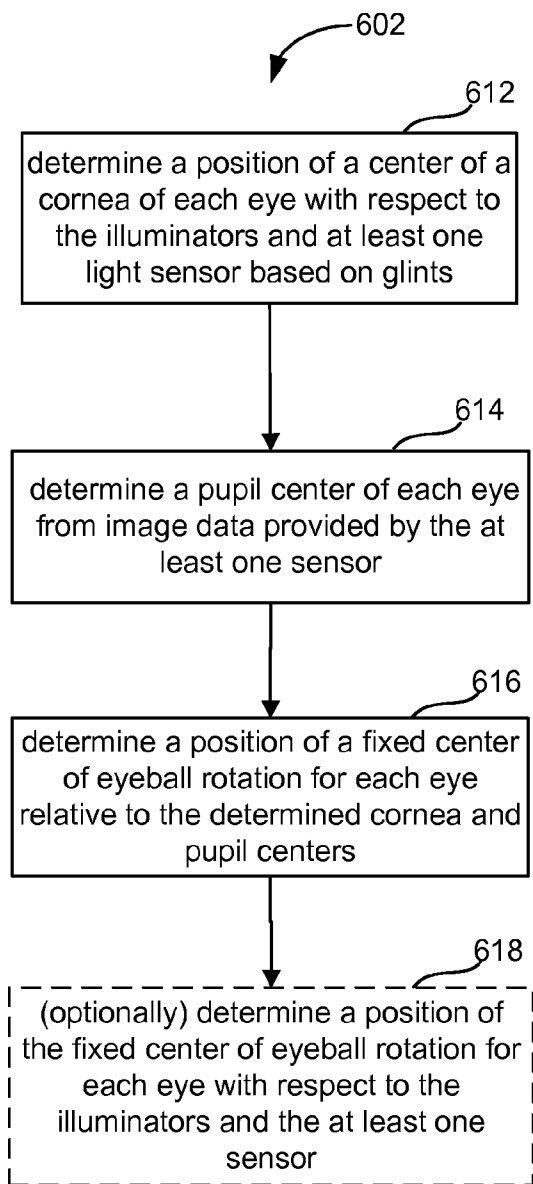 602
612
determine a position of a center of a
cornea of each eye with respect to
the illuminators and at least one
light sensor based on glints
614
determine a pupil center of each eye
from image data provided by the at
least one sensor
616
determine a position of a fixed center
of eyeball rotation for each eye
relative to the determined cornea and
pupil centers
618
(optionally) determine a position of
the fixed center of eyeball rotation for
each eye with respect to the
illuminators and the at least one
sensor